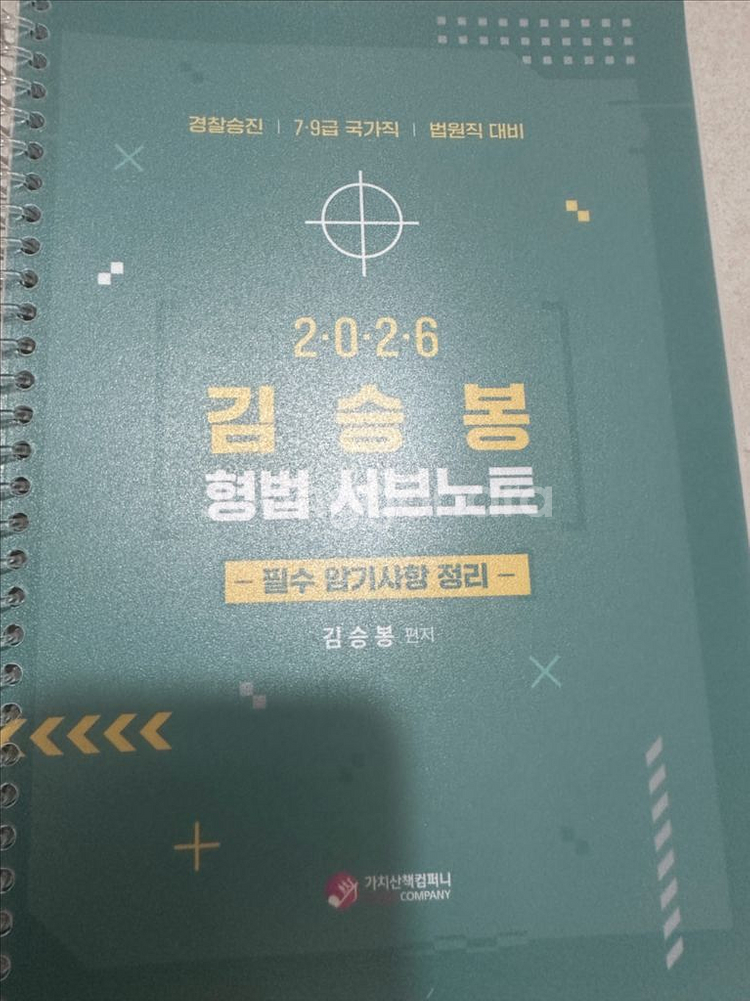 경찰승진 | 7·9급 국가직 | 법원직 대비
2·0·2·6
김승봉
형법 서브노트
- 필수 암기사항 정리 -
김승봉 편저
가치산책컴퍼니
COMPANY